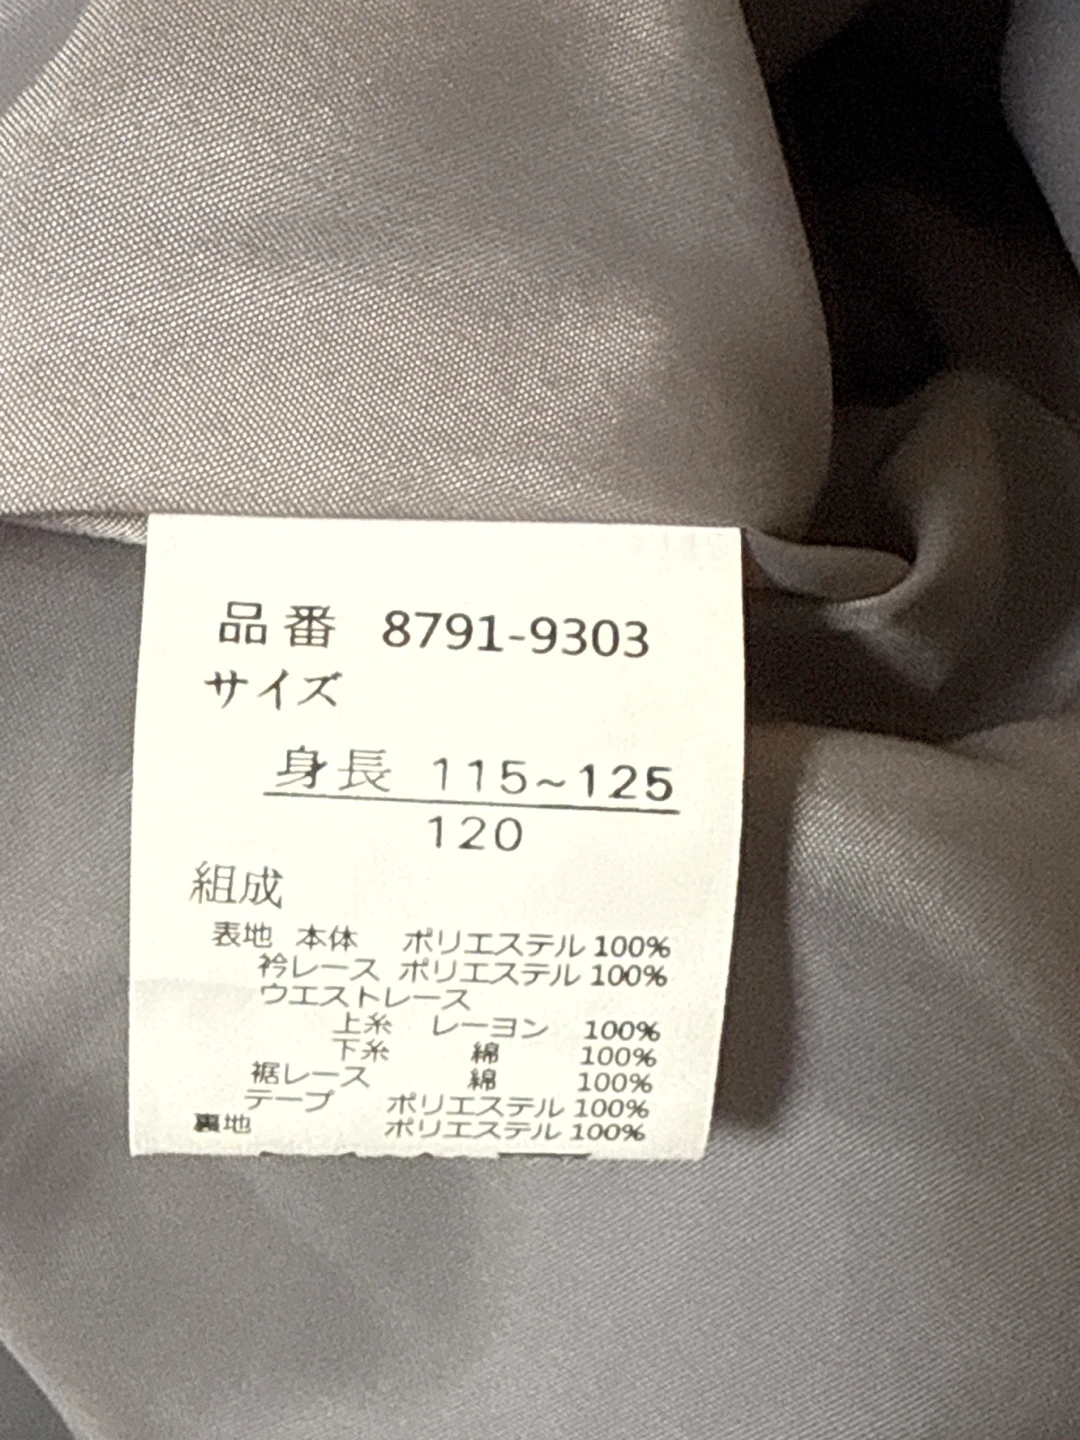 品番 8791-9303
サイズ
身長 115~125
120
組成
表地 本体 ポリエステル 100%
衿レース ポリエステル 100%
ウエストレース
上糸 レーヨン 100%
下糸 綿 100%
裾レース 綿 100%
テープ ポリエステル 100%
裏地 ポリエステル 100%